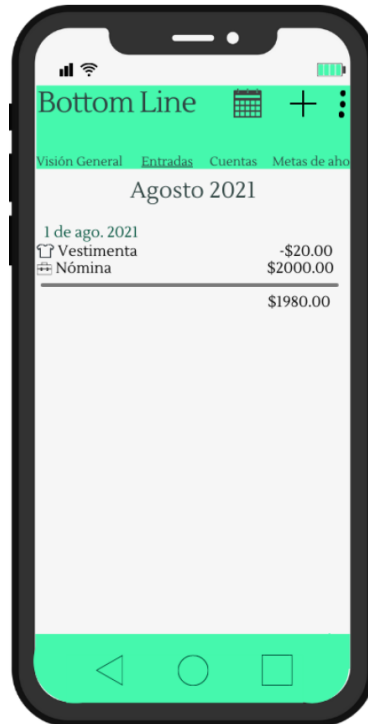 Bottom Line
Visión General Entradas Cuentas Metas de aho
Agosto 2021
1 de ago. 2021
Vestimenta -$20.00
Nómina $2000.00
$1980.00